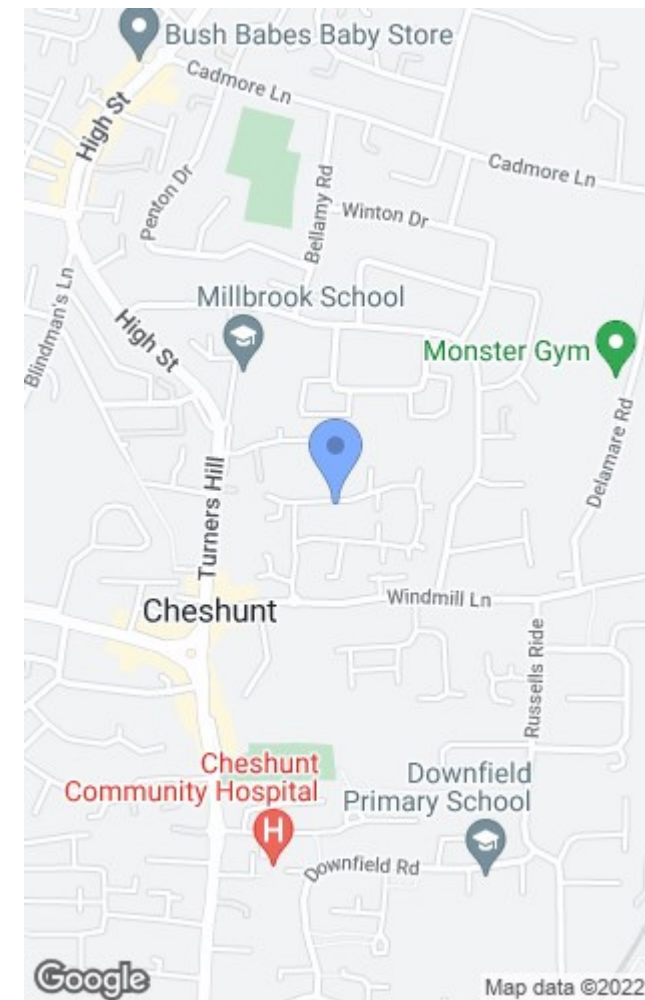 Bush Babes Baby Store
Cadmore Ln
High St
Cadmore Ln
Penton Dr
Bellamy Rd
Winton Dr
Blindman's Ln
Millbrook School
High St
Monster Gym
Delamare Rd
Turners Hill
Windmill Ln
Cheshunt
Russells Ride
Cheshunt
Community Hospital
H
Downfield
Primary School
Downfield Rd
Google
Map data ©2022